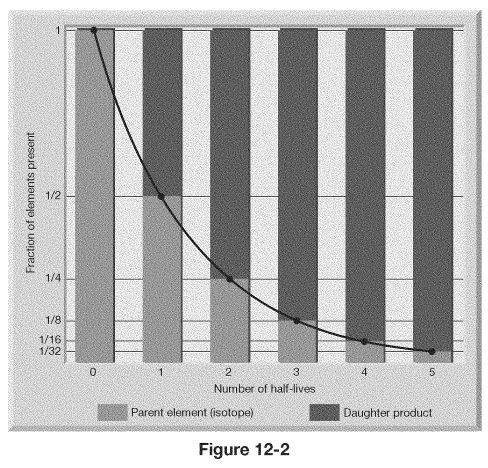 1
Fraction of elements present
1/2
1/4
1/8
1/16
1/32
0 1 2 3 4 5
Number of half-lives
Parent element (isotope) Daughter product
Figure 12-2